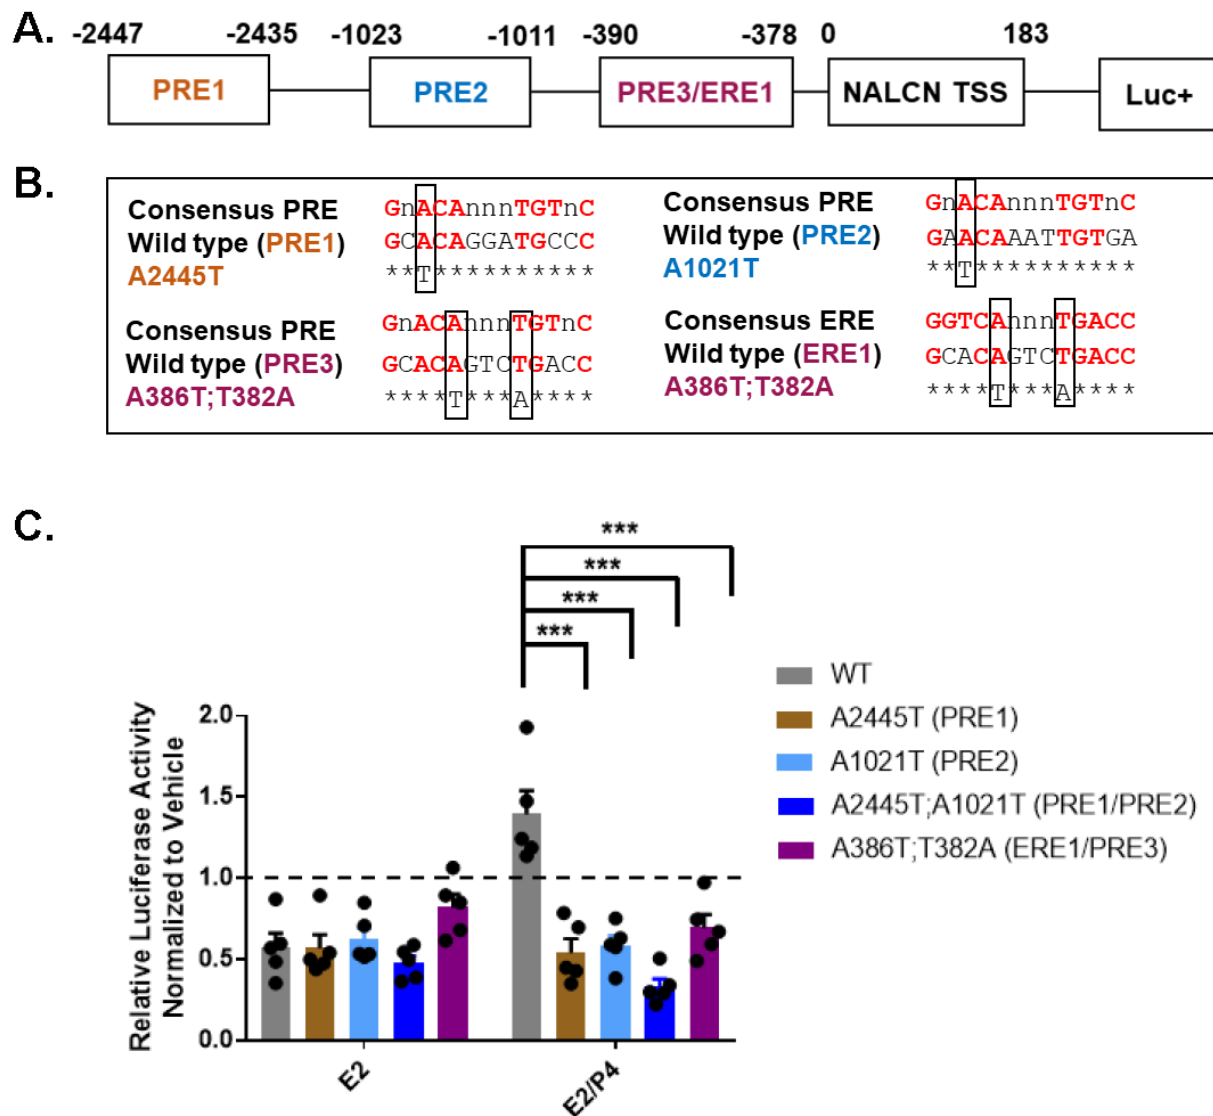 A.
-2447 -2435 -1023 -1011 -390 -378 0 183
PRE1 PRE2 PRE3/ERE1 NALCN TSS Luc+
B.
Consensus PRE GnACAnnnTGTnC
Wild type (PRE1) GCACAGGATGCCC
A2445T **T**********
Consensus PRE GnACAnnnTGTnC
Wild type (PRE2) GAACAAATTGTGA
A1021T **T**********
Consensus PRE GnACAnnnTGTnC
Wild type (PRE3) GCACAGTCTGACC
A386T;T382A ****T***A****
Consensus ERE GGTCAnnnTGACC
Wild type (ERE1) GCACAGTCTGACC
A386T;T382A ****T***A****
C.
***
***
***
***
Relative Luciferase Activity
Normalized to Vehicle
2.0
1.5
1.0
0.5
0.0
E2
E2/P4
WT
A2445T (PRE1)
A1021T (PRE2)
A2445T;A1021T (PRE1/PRE2)
A386T;T382A (ERE1/PRE3)